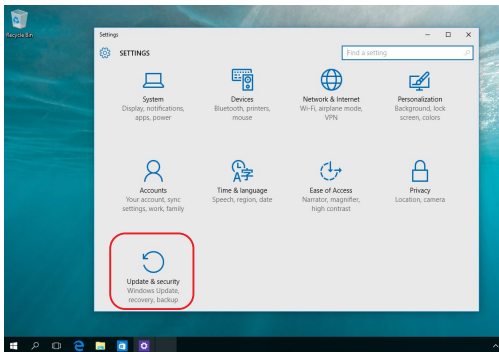 Recycle Bin
Settings
SETTINGS
Find a setting
System
Display, notifications,
apps, power
Devices
Bluetooth, printers,
mouse
Network & Internet
Wi-Fi, airplane mode,
VPN
Personalization
Background, lock
screen, colors
Accounts
Your account, sync
settings, work, family
Time & language
Speech, region, date
Ease of Access
Narrator, magnifier,
high contrast
Privacy
Location, camera
Update & security
Windows Update,
recovery, backup